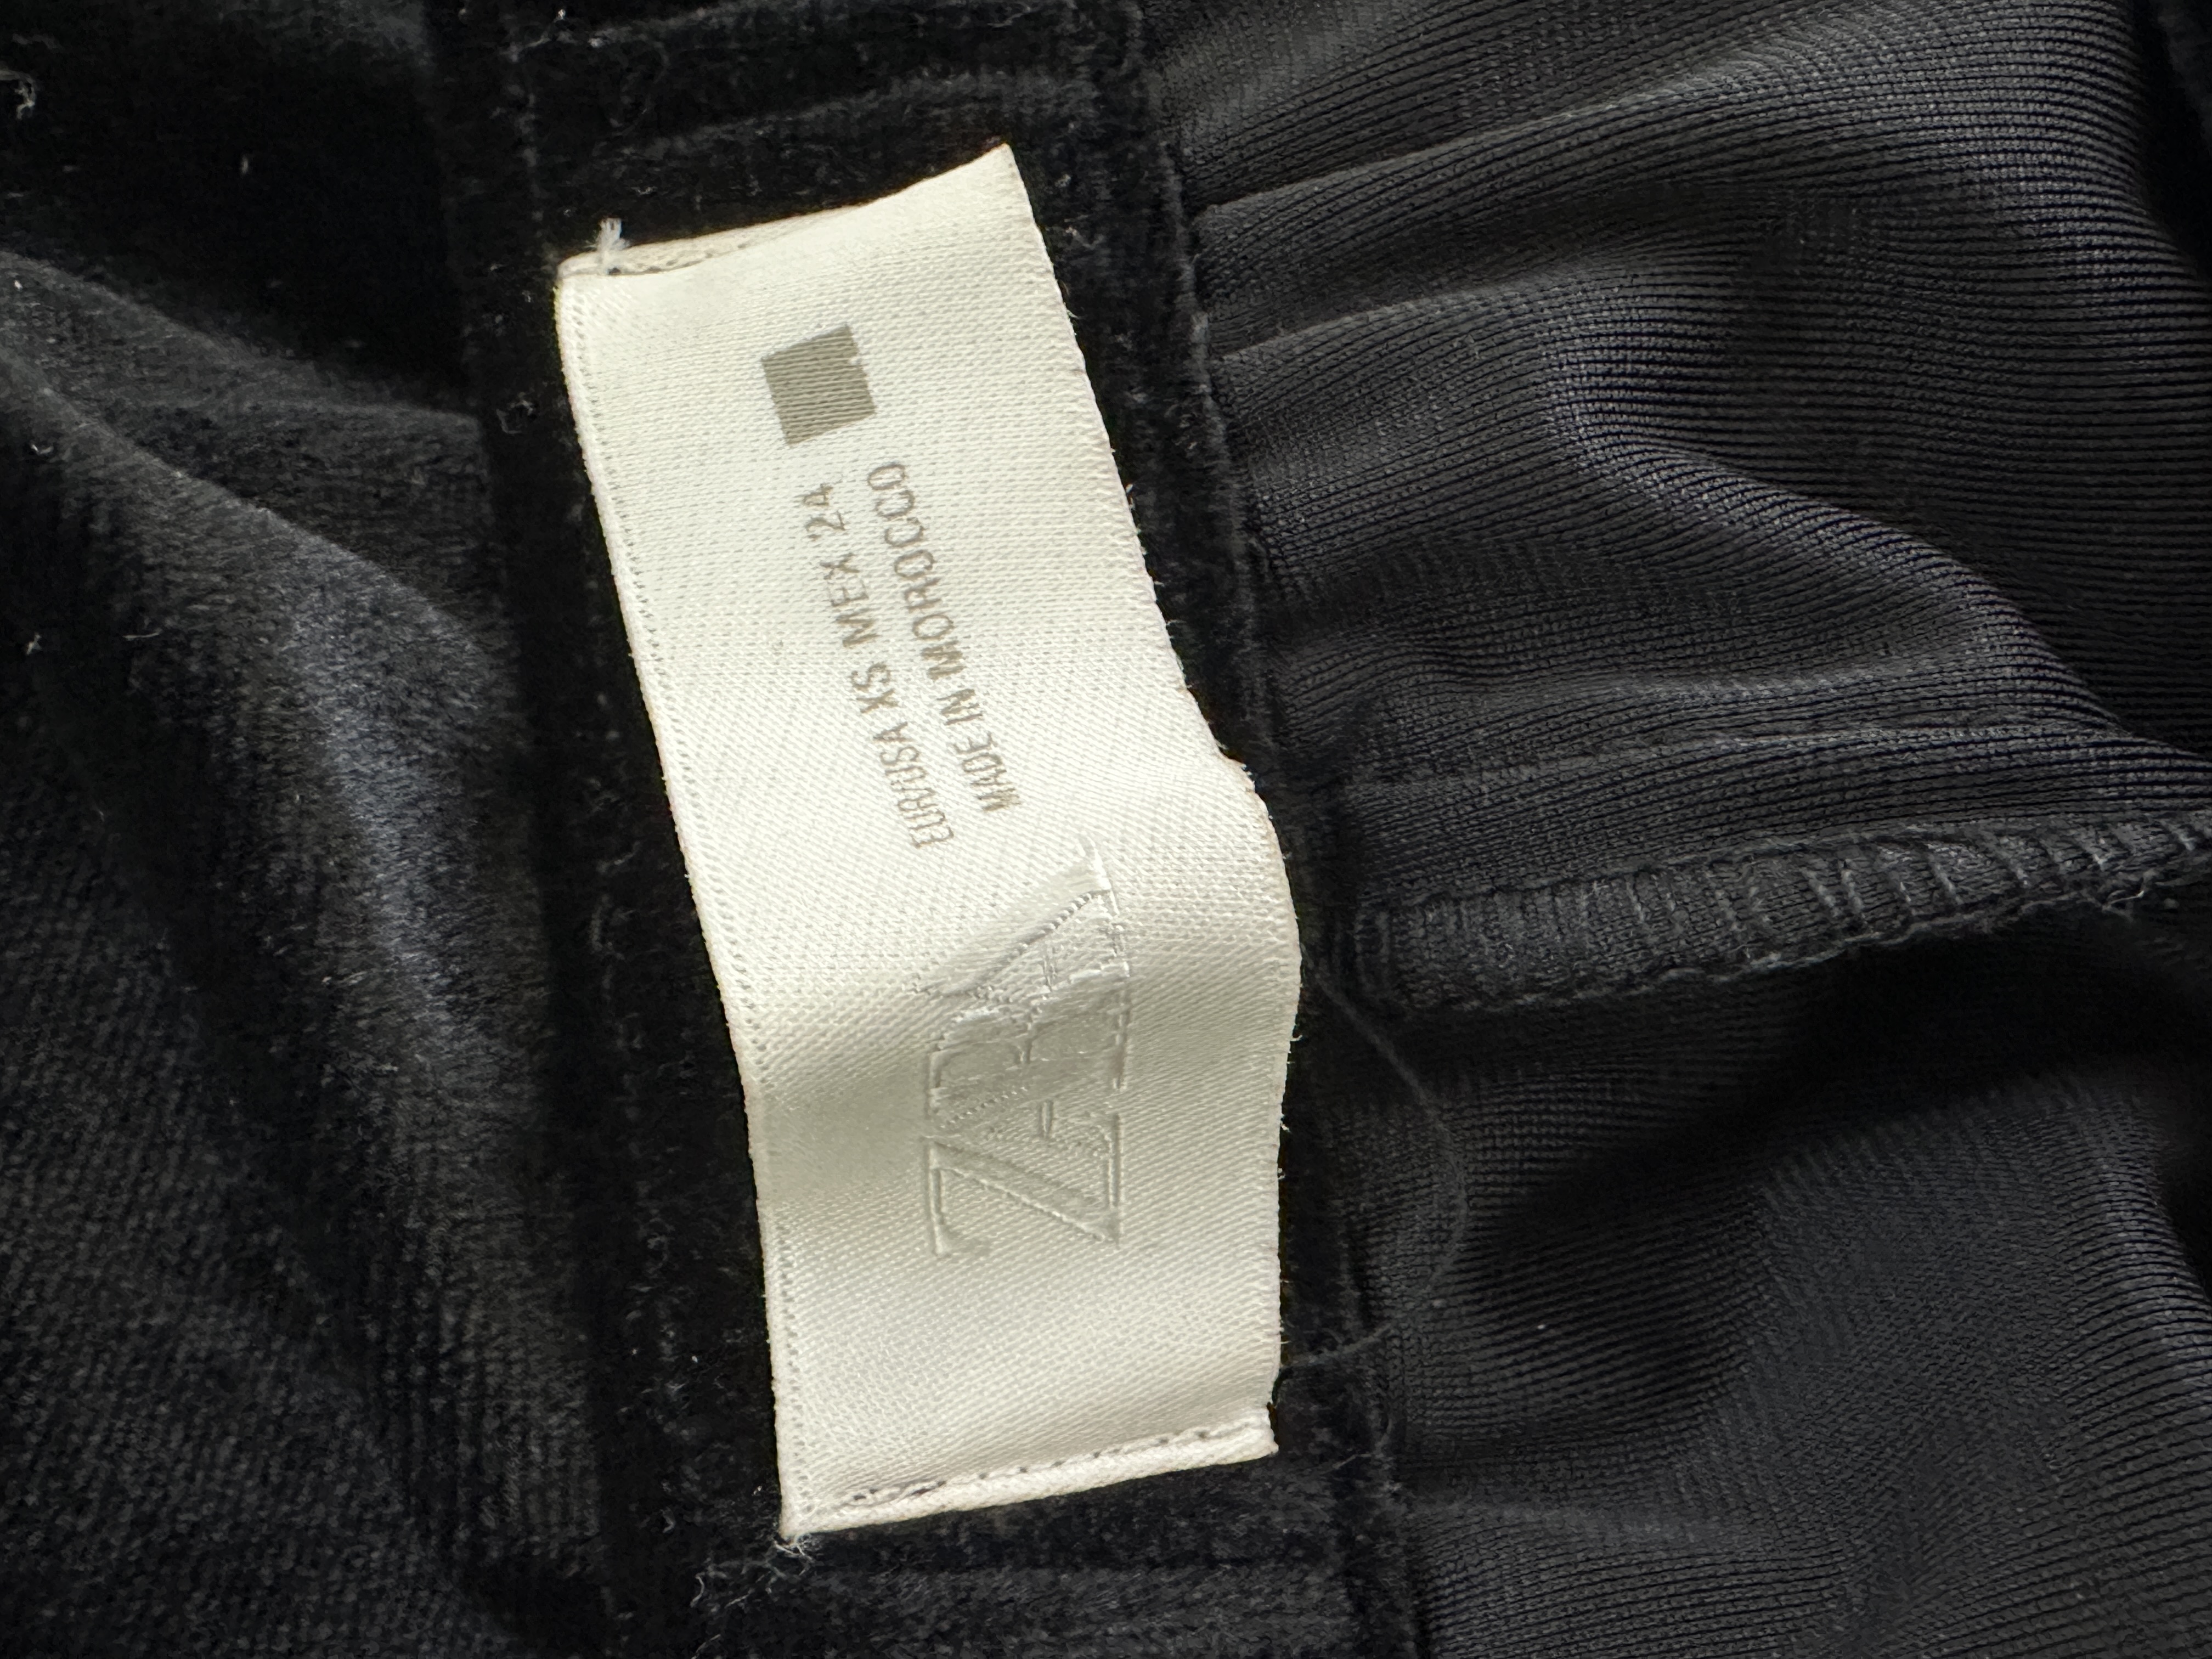 ZARA
EUR/USA XS MEX 24
MADE IN MOROCCO